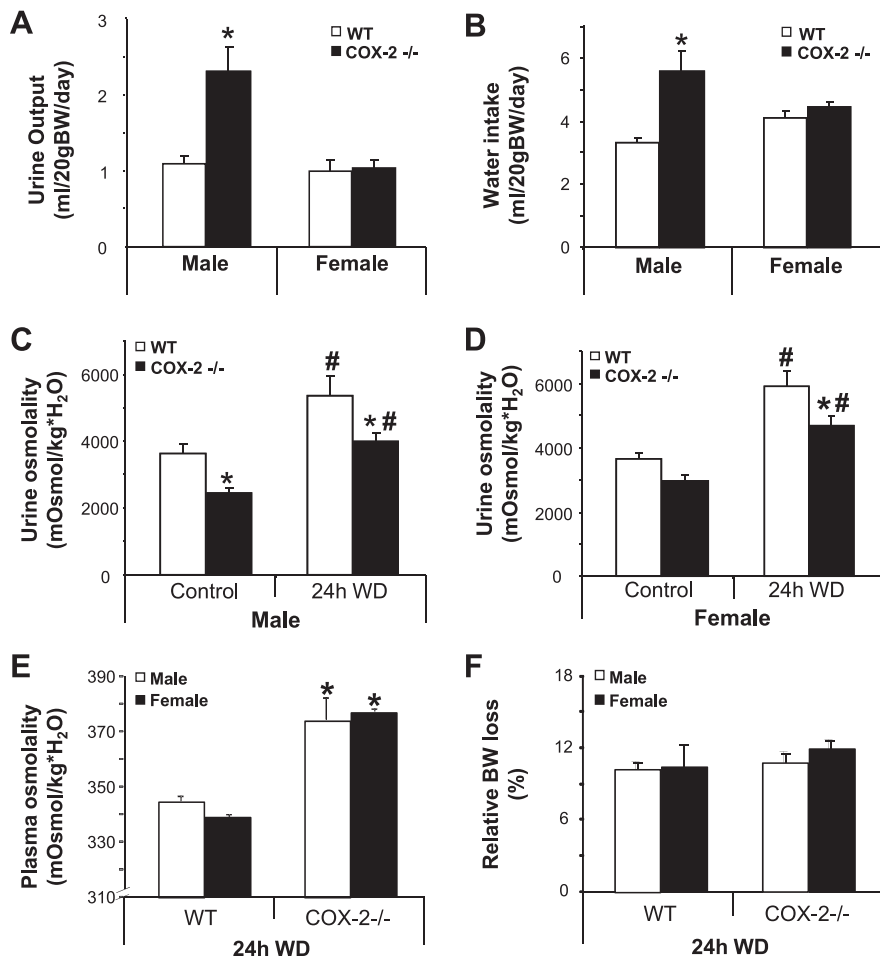 A
Urine Output
(ml/20gBW/day)
3
2
1
0
WT
COX-2 -/-
*
Male
Female
B
Water intake
(ml/20gBW/day)
6
4
2
0
WT
COX-2 -/-
*
Male
Female
C
Urine osmolality
(mOsmol/kg*H₂O)
6000
4000
2000
0
WT
COX-2 -/-
*
#
*#
Control
24h WD
Male
D
Urine osmolality
(mOsmol/kg*H₂O)
6000
4000
2000
0
WT
COX-2 -/-
#
*#
Control
24h WD
Female
E
Plasma osmolality
(mOsmol/kg*H₂O)
390
370
350
330
310
Male
Female
*
*
WT
COX-2-/-
24h WD
F
Relative BW loss
(%)
18
12
6
0
Male
Female
WT
COX-2-/-
24h WD